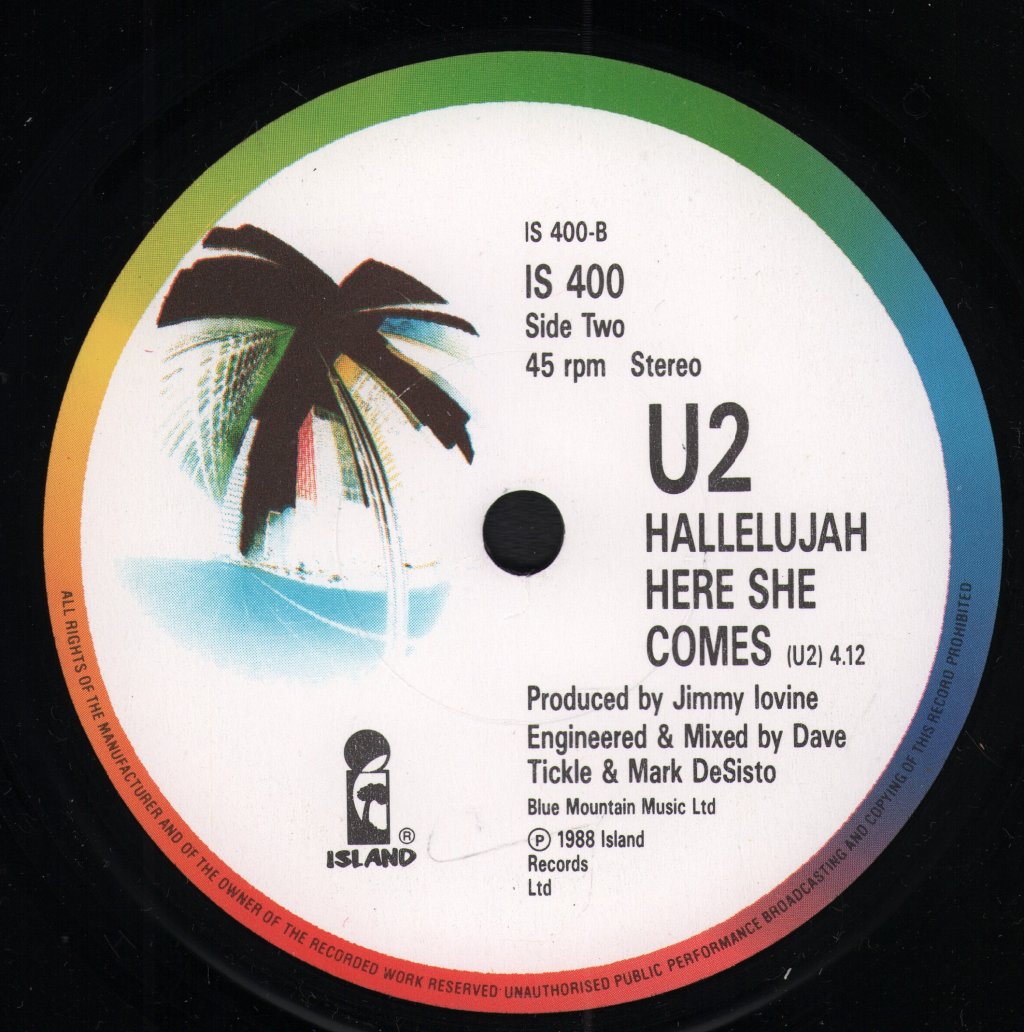 IS 400-B
IS 400
Side Two
45 rpm Stereo
U2
HALLELUJAH
HERE SHE
COMES (U2) 4.12
Produced by Jimmy Iovine
Engineered & Mixed by Dave
Tickle & Mark DeSisto
Blue Mountain Music Ltd
℗ 1988 Island
Records
Ltd
ISLAND ®
ALL RIGHTS OF THE MANUFACTURER AND OF THE OWNER OF THE RECORDED WORK RESERVED UNAUTHORISED PUBLIC PERFORMANCE BROADCASTING AND COPYING OF THIS RECORD PROHIBITED